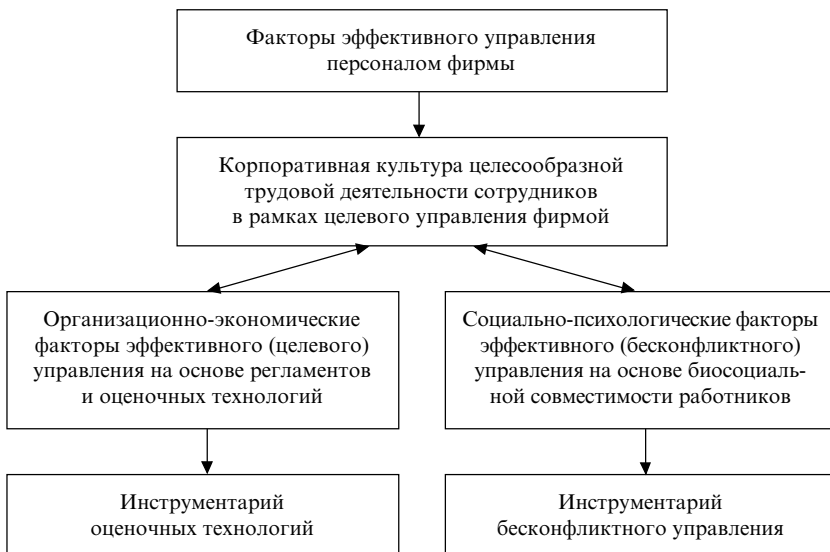 Факторы эффективного управления
персоналом фирмы
Корпоративная культура целесообразной
трудовой деятельности сотрудников
в рамках целевого управления фирмой
Организационно-экономические
факторы эффективного (целевого)
управления на основе регламентов
и оценочных технологий
Социально-психологические факторы
эффективного (бесконфликтного)
управления на основе биосоциаль-
ной совместимости работников
Инструментарий
оценочных технологий
Инструментарий
бесконфликтного управления